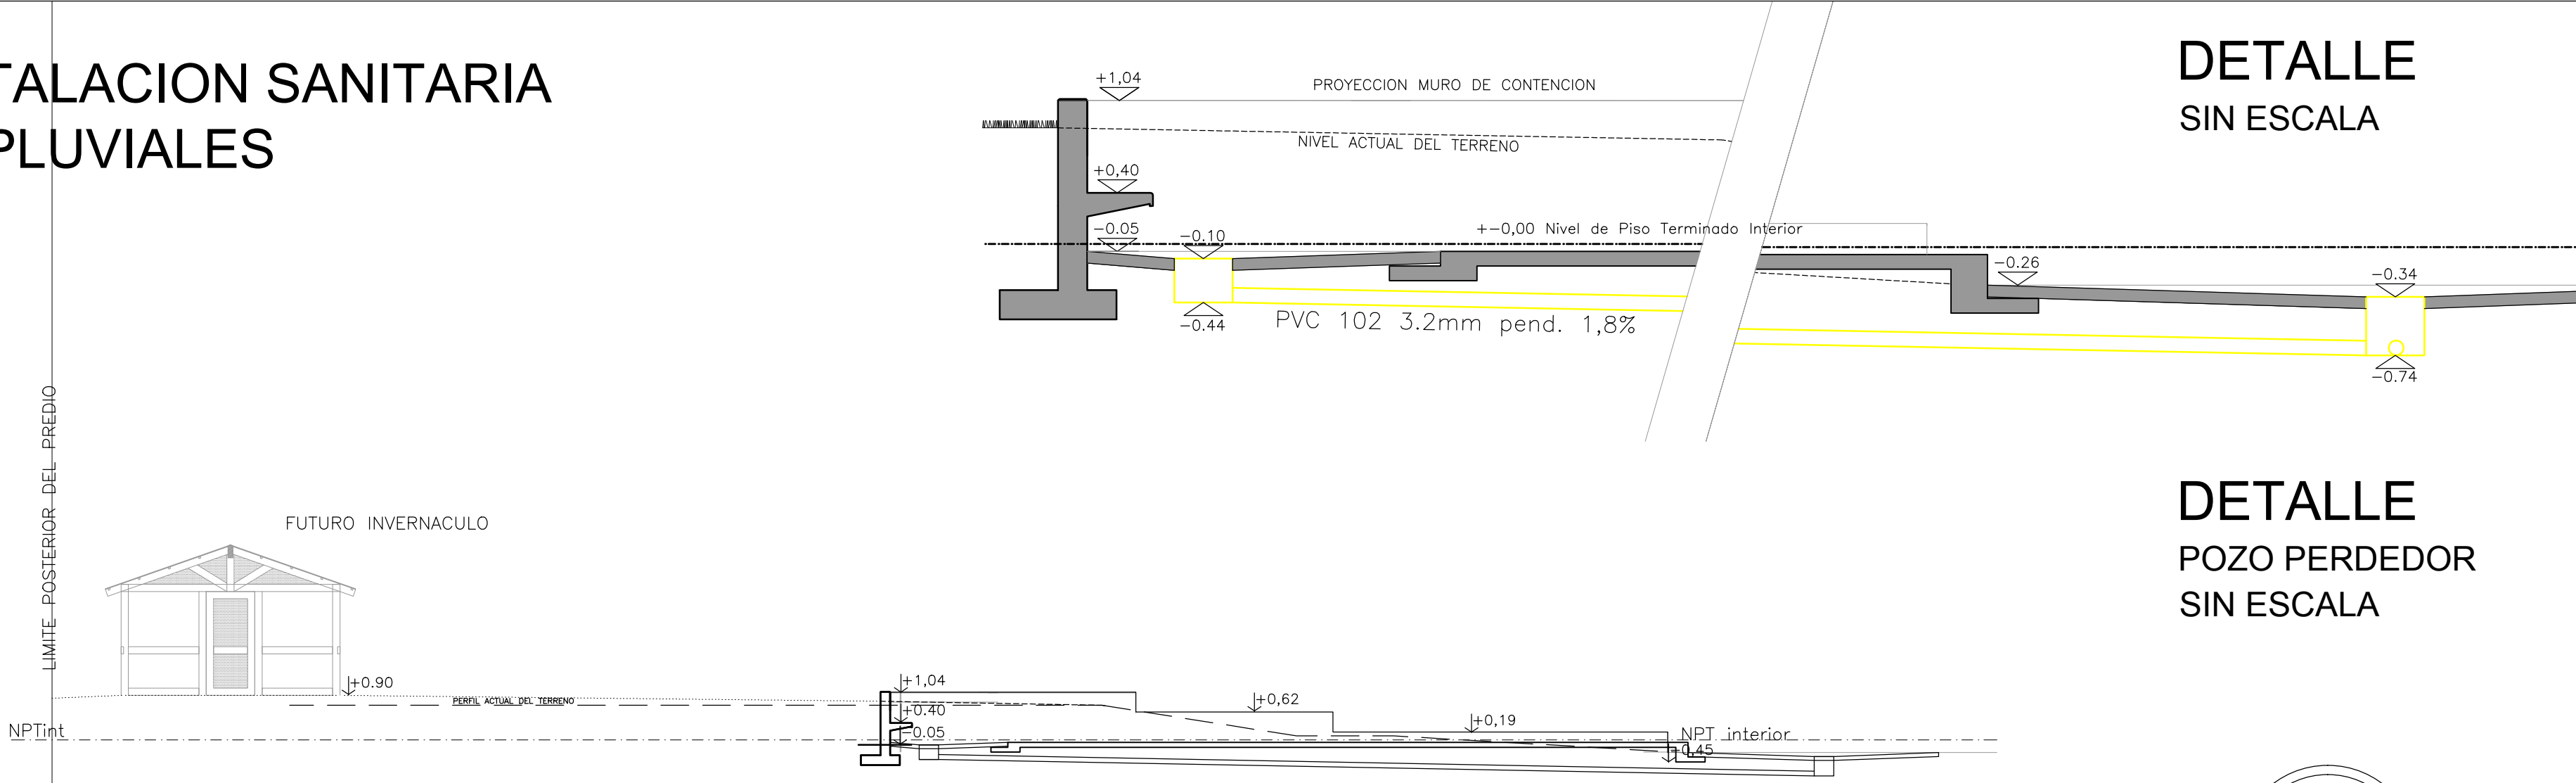 TALACION SANITARIA
PLUVIALES
DETALLE
SIN ESCALA
+1,04
PROYECCION MURO DE CONTENCION
NIVEL ACTUAL DEL TERRENO
+0,40
-0.05
-0.10
+-0,00 Nivel de Piso Terminado Interior
-0.26
-0.34
-0.44
PVC 102 3.2mm pend. 1,8%
-0.74
LIMITE POSTERIOR DEL PREDIO
DETALLE
POZO PERDEDOR
SIN ESCALA
FUTURO INVERNACULO
+0.90
PERFIL ACTUAL DEL TERRENO
+1,04
+0.40
-0.05
+0,62
+0,19
NPTint
NPT interior
-0.45